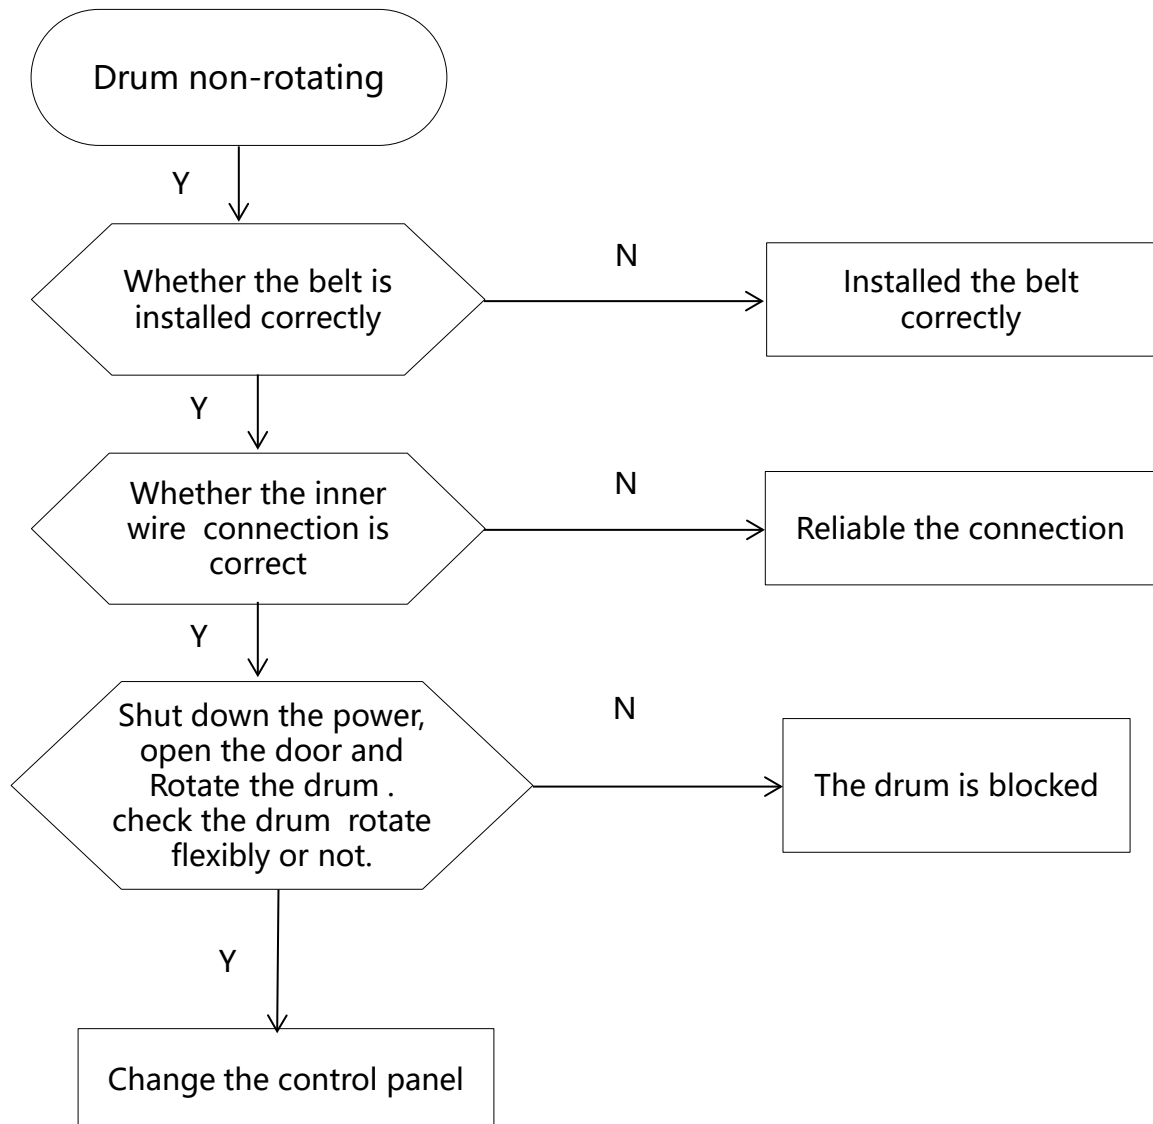 Drum non-rotating
Y
Whether the belt is
installed correctly
N
Installed the belt
correctly
Y
Whether the inner
wire connection is
correct
N
Reliable the connection
Y
Shut down the power,
open the door and
Rotate the drum .
check the drum rotate
flexibly or not.
N
The drum is blocked
Y
Change the control panel